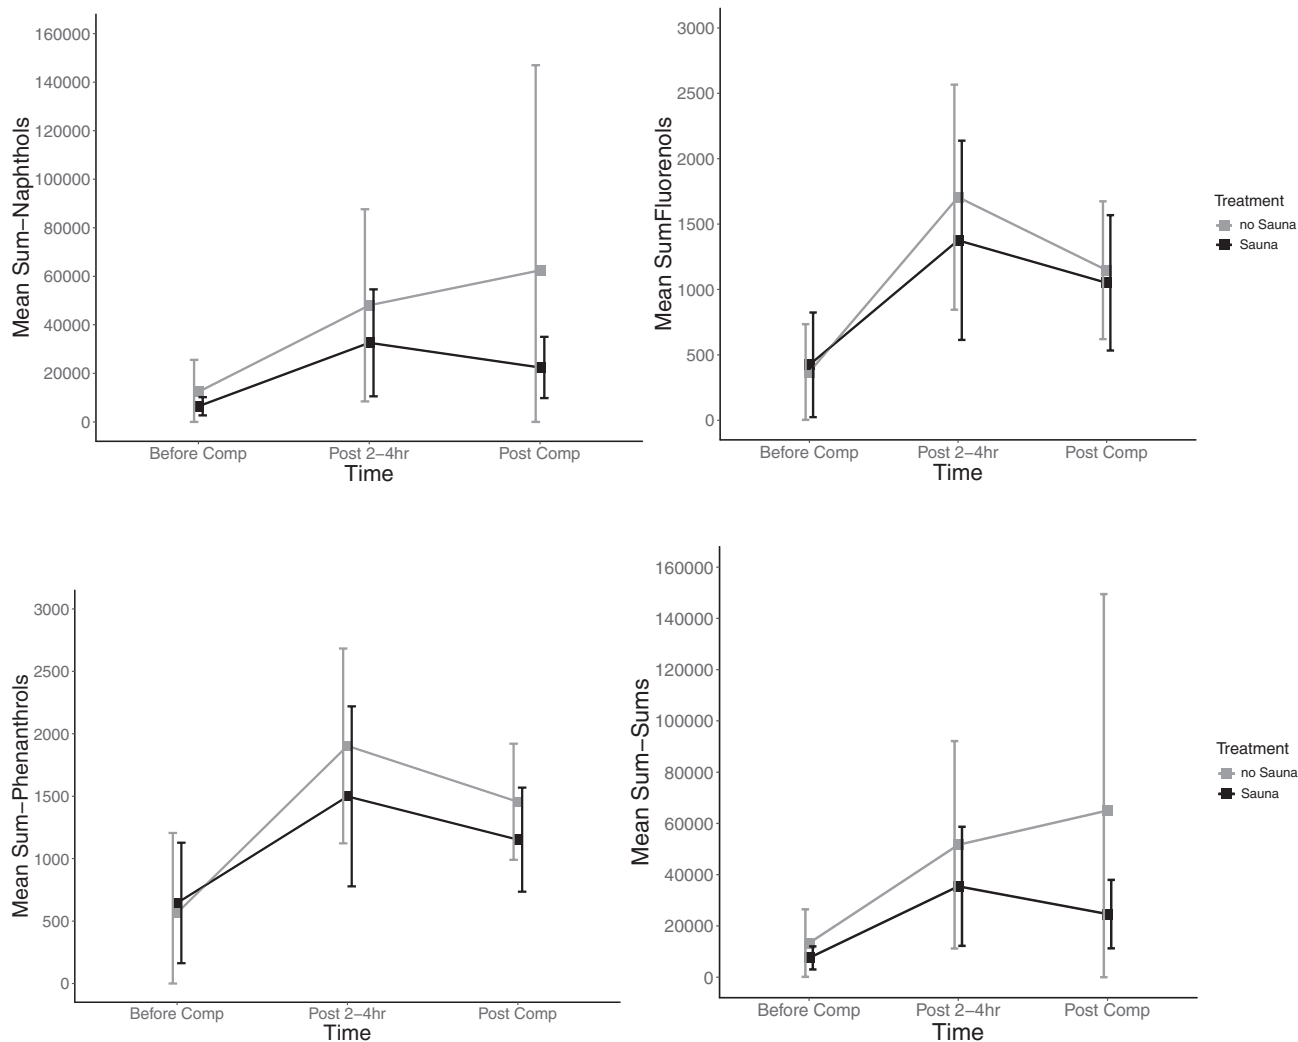 Mean Sum−Naphthols
160000
140000
120000
100000
80000
60000
40000
20000
0
Before Comp Post 2−4hr Post Comp
Time
Mean SumFluorenols
3000
2500
2000
1500
1000
500
0
Before Comp Post 2−4hr Post Comp
Time
Treatment
no Sauna
Sauna
Mean Sum−Phenanthrols
3000
2500
2000
1500
1000
500
0
Before Comp Post 2−4hr Post Comp
Time
Mean Sum−Sums
160000
140000
120000
100000
80000
60000
40000
20000
0
Before Comp Post 2−4hr Post Comp
Time
Treatment
no Sauna
Sauna